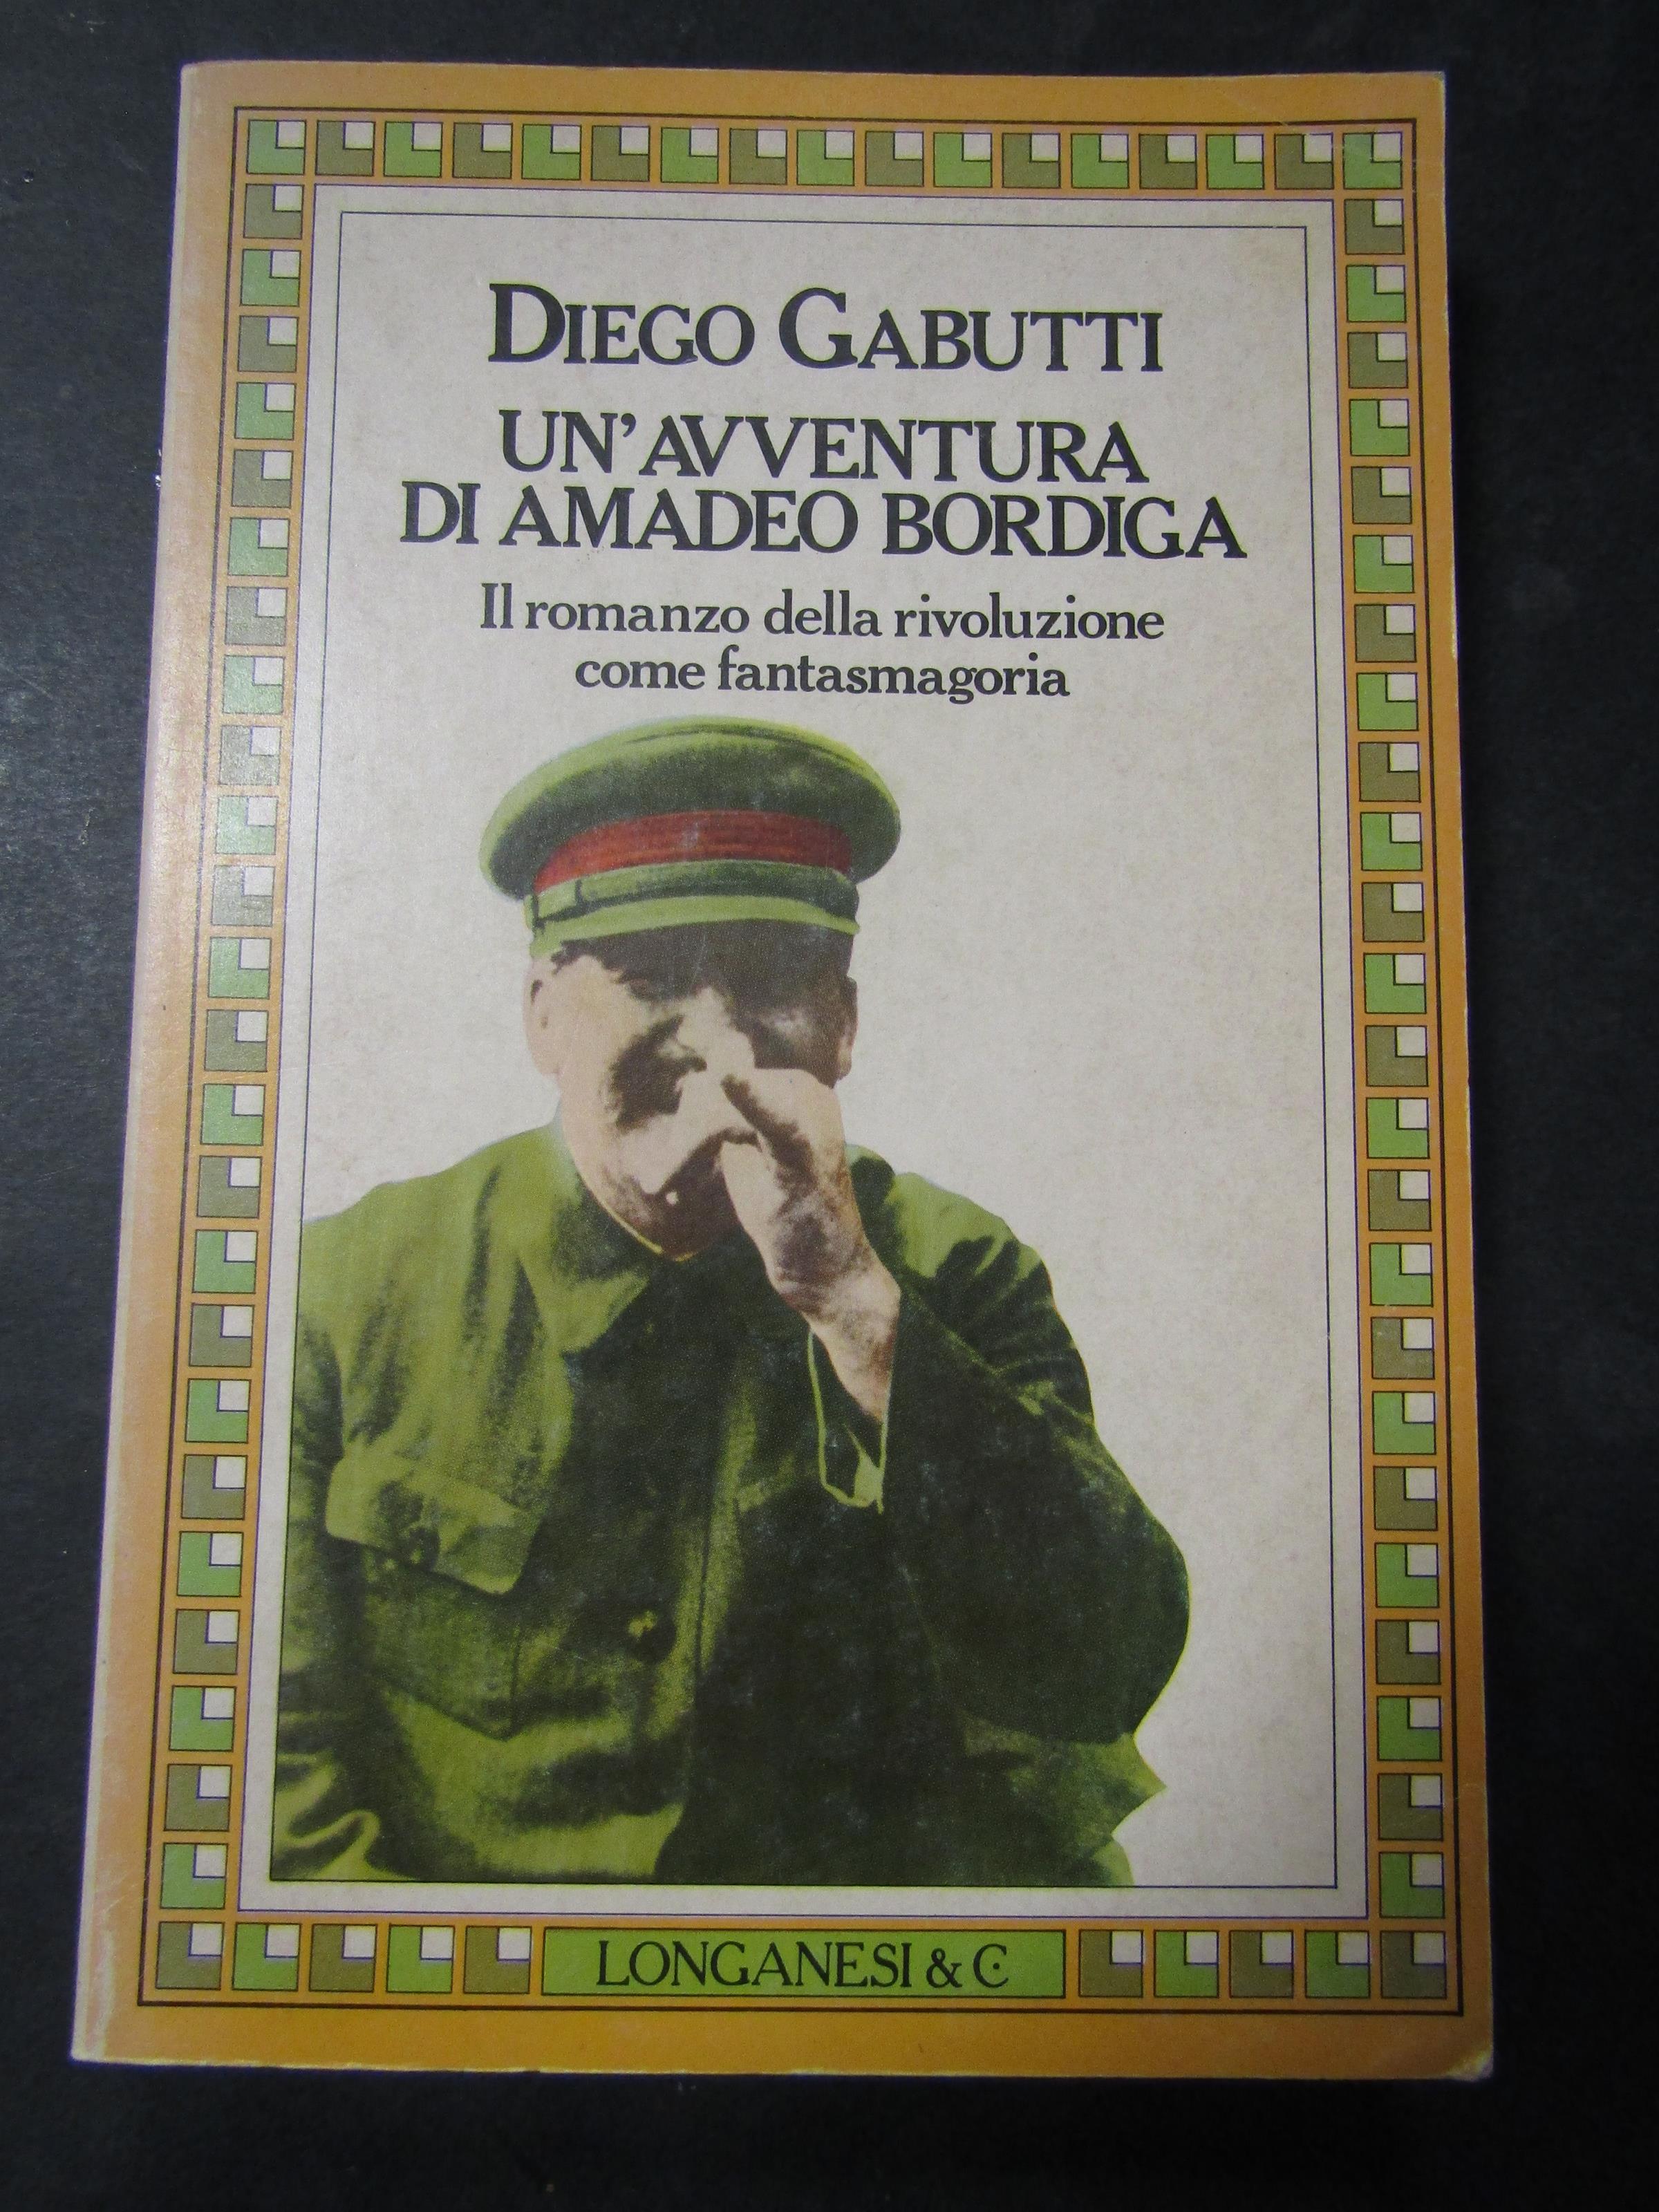 DIEGO GABUTTI
UN'AVVENTURA
DI AMADEO BORDIGA
Il romanzo della rivoluzione
come fantasmagoria
LONGANESI & C.